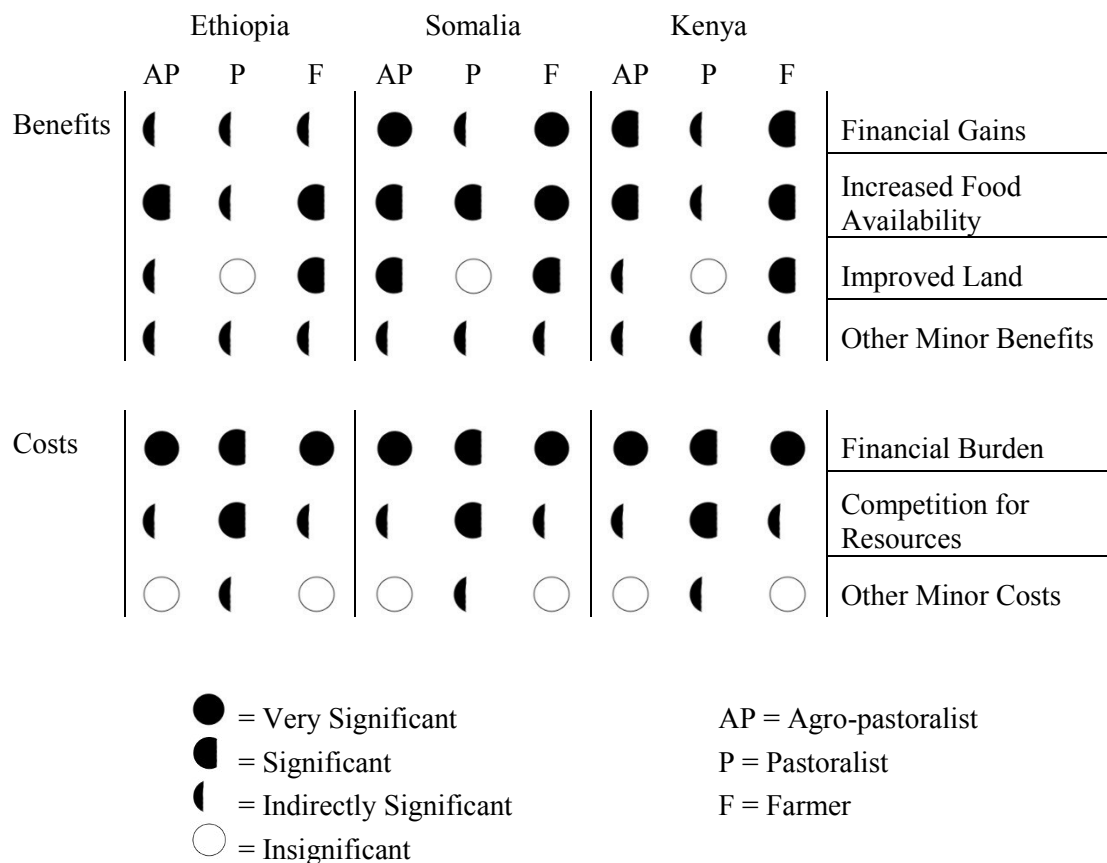 Ethiopia Somalia Kenya
AP P F AP P F AP P F
Benefits Financial Gains
Increased Food
Availability
Improved Land
Other Minor Benefits
Costs Financial Burden
Competition for
Resources
Other Minor Costs
= Very Significant AP = Agro-pastoralist
= Significant P = Pastoralist
= Indirectly Significant F = Farmer
= Insignificant